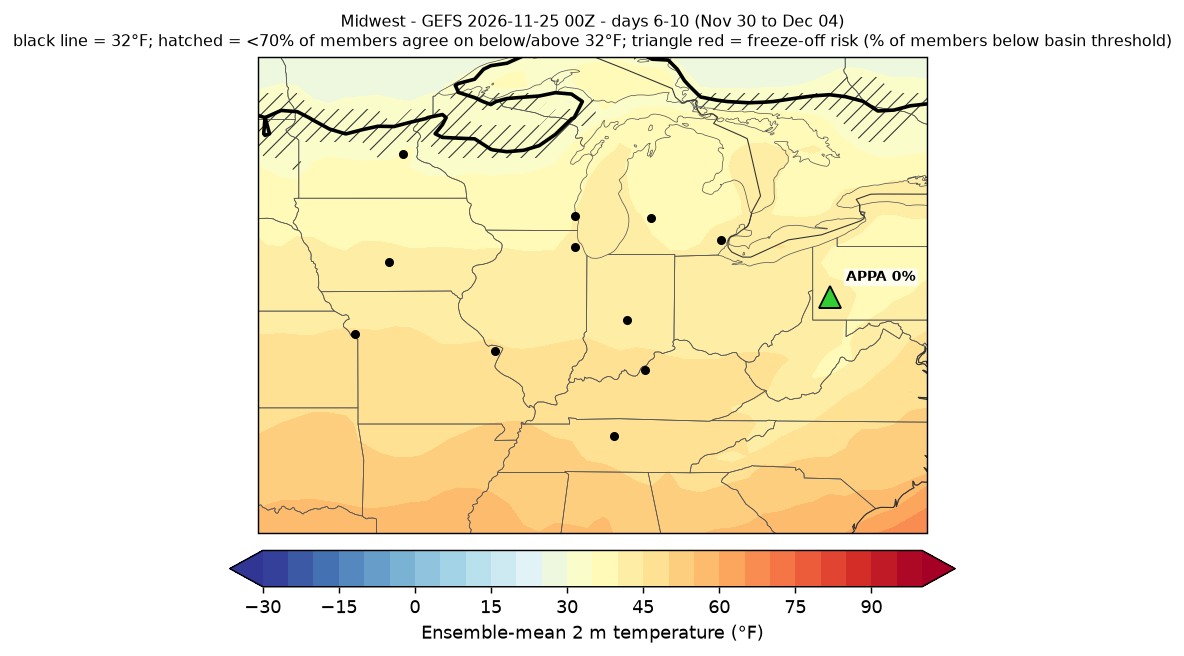 Midwest - GEFS 2026-11-25 00Z - days 6-10 (Nov 30 to Dec 04)
black line = 32°F; hatched = <70% of members agree on below/above 32°F; triangle red = freeze-off risk (% of members below basin threshold)
APPA 0%
−30 −15 0 15 30 45 60 75 90
Ensemble-mean 2 m temperature (°F)